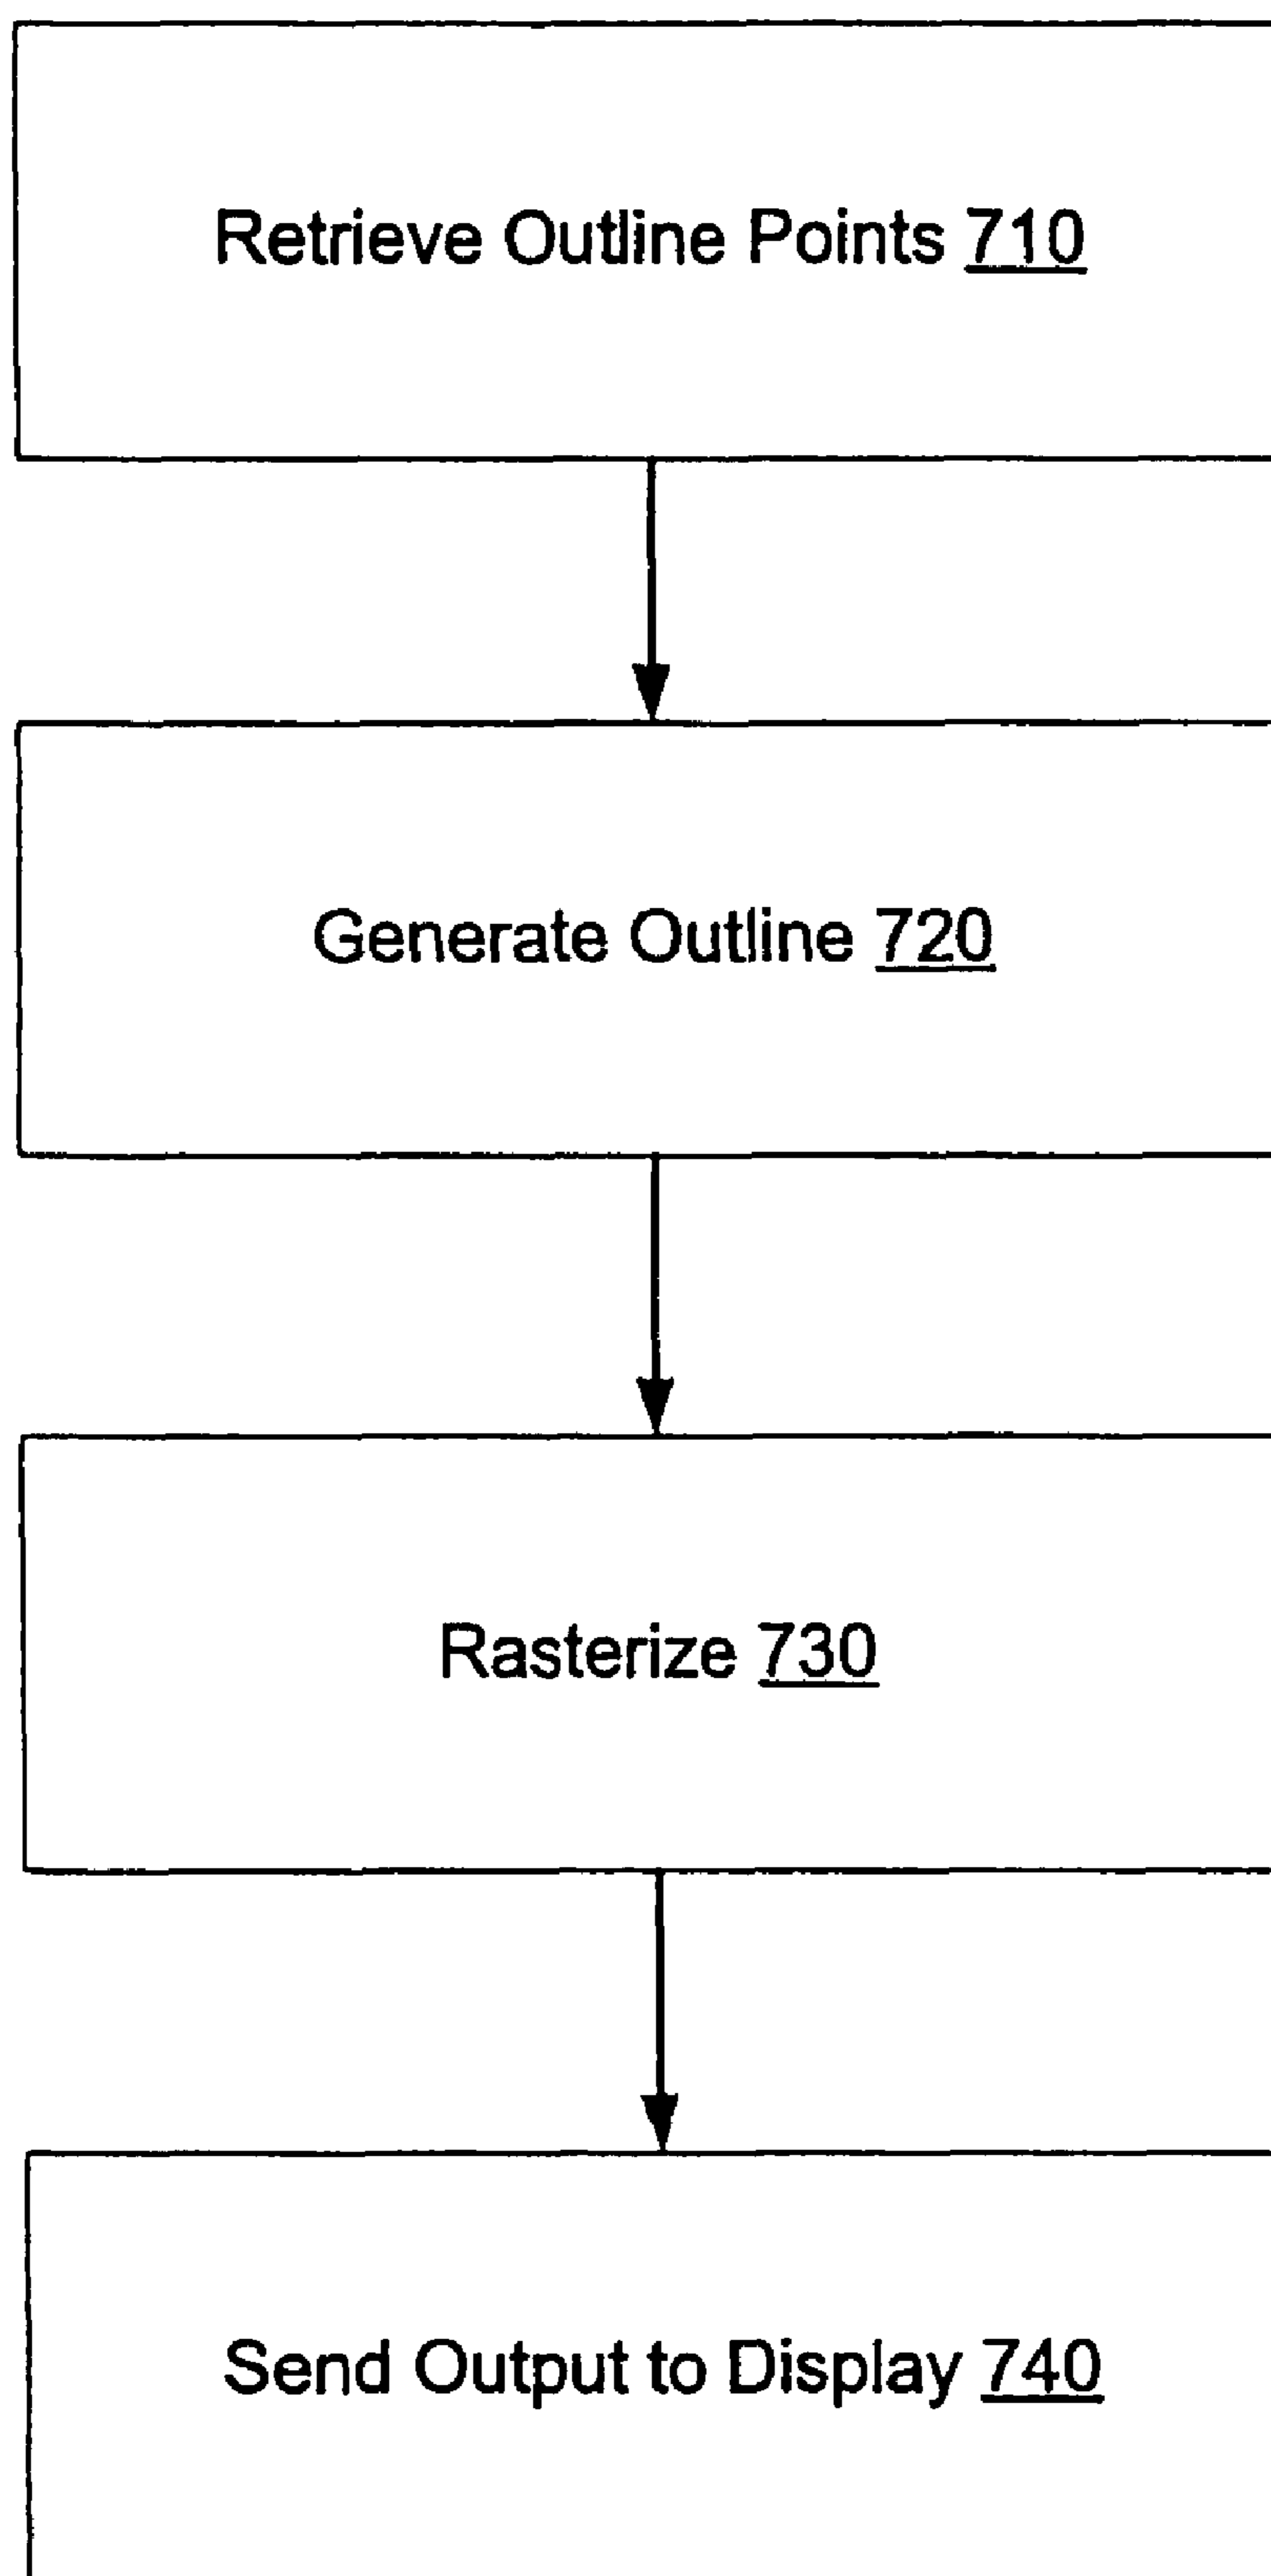 Retrieve Outline Points 710
Generate Outline 720
Rasterize 730
Send Output to Display 740